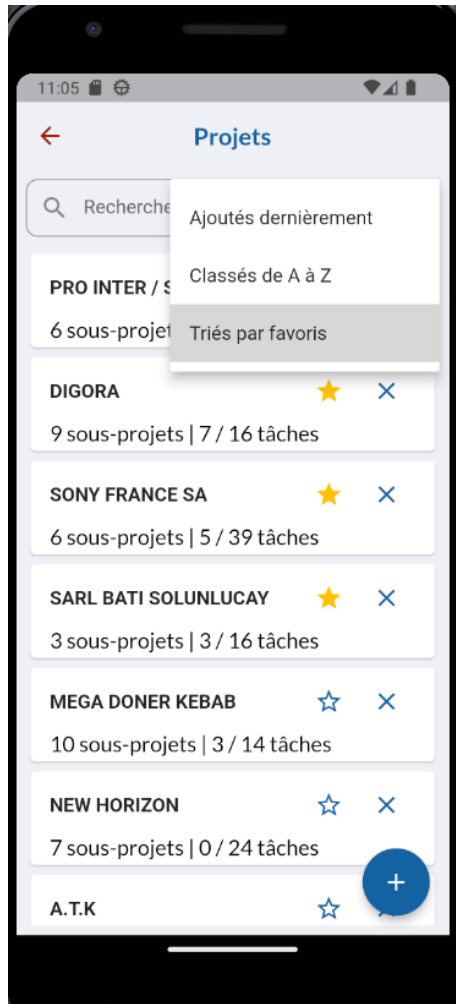 11:05
Projets
Recherche
Ajoutés dernièrement
Classés de A à Z
Triés par favoris
PRO INTER /
6 sous-projet
DIGORA
9 sous-projets | 7 / 16 tâches
SONY FRANCE SA
6 sous-projets | 5 / 39 tâches
SARL BATI SOLUNLUCAY
3 sous-projets | 3 / 16 tâches
MEGA DONER KEBAB
10 sous-projets | 3 / 14 tâches
NEW HORIZON
7 sous-projets | 0 / 24 tâches
+
A.T.K